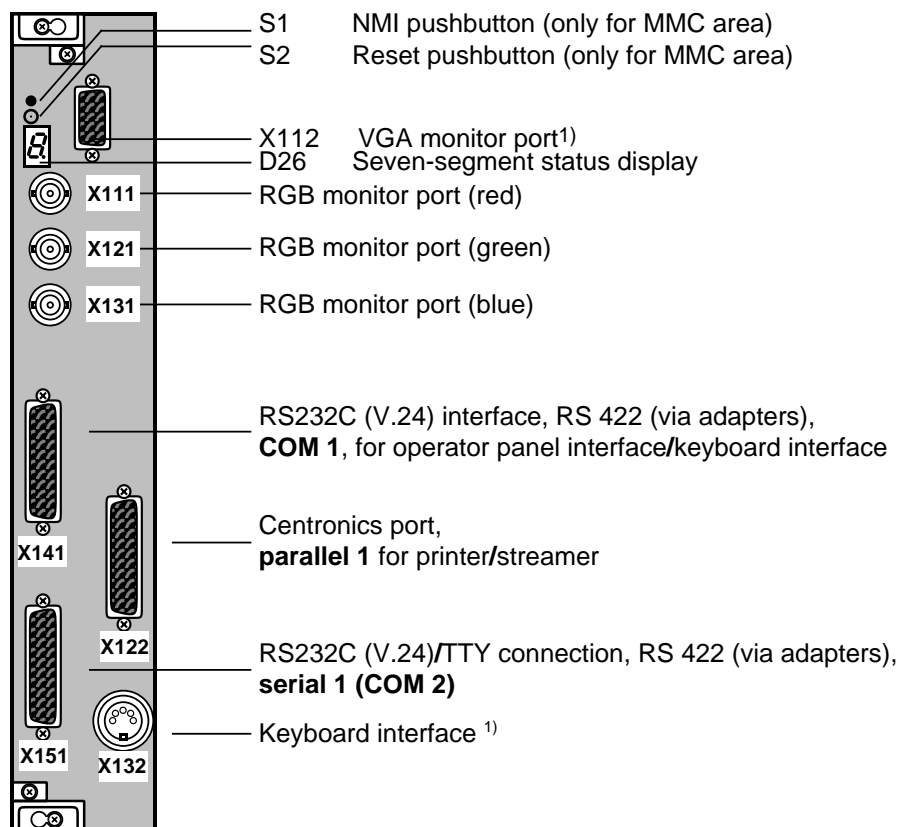 S1 NMI pushbutton (only for MMC area)
S2 Reset pushbutton (only for MMC area)
X112 VGA monitor port1)
D26 Seven-segment status display
8.
X111 RGB monitor port (red)
X121 RGB monitor port (green)
X131 RGB monitor port (blue)
RS232C (V.24) interface, RS 422 (via adapters),
COM 1, for operator panel interface/keyboard interface
X141
Centronics port,
parallel 1 for printer/streamer
X122
RS232C (V.24)/TTY connection, RS 422 (via adapters),
serial 1 (COM 2)
X151
Keyboard interface 1)
X132